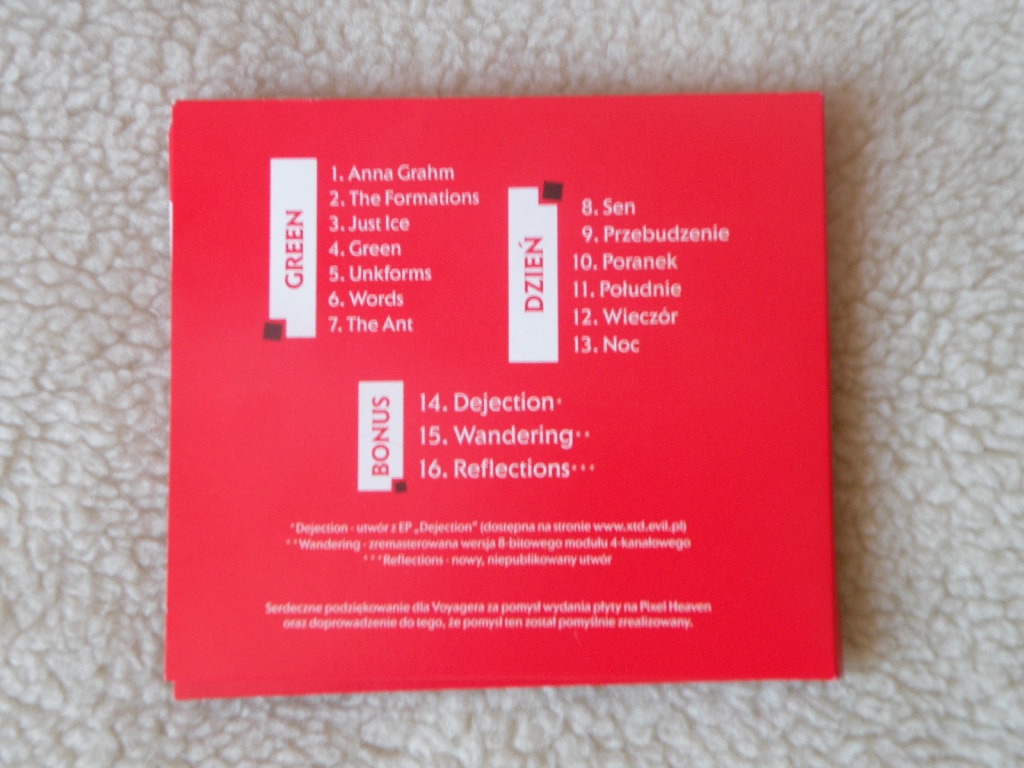 GREEN
1. Anna Grahm
2. The Formations
3. Just Ice
4. Green
5. Unkforms
6. Words
7. The Ant
DZIEŃ
8. Sen
9. Przebudzenie
10. Poranek
11. Południe
12. Wieczór
13. Noc
BONUS
14. Dejection*
15. Wandering**
16. Reflections***
*Dejection - utwór z EP „Dejection” (dostępna na stronie www.xtd.evil.pl)
**Wandering - zremasterowana wersja 8-bitowego modułu 4-kanałowego
***Reflections - nowy, niepublikowany utwór
Serdeczne podziękowanie dla Voyagera za pomysł wydania płyty na Pixel Heaven
oraz doprowadzenie do tego, że pomysł ten został pomyślnie zrealizowany.